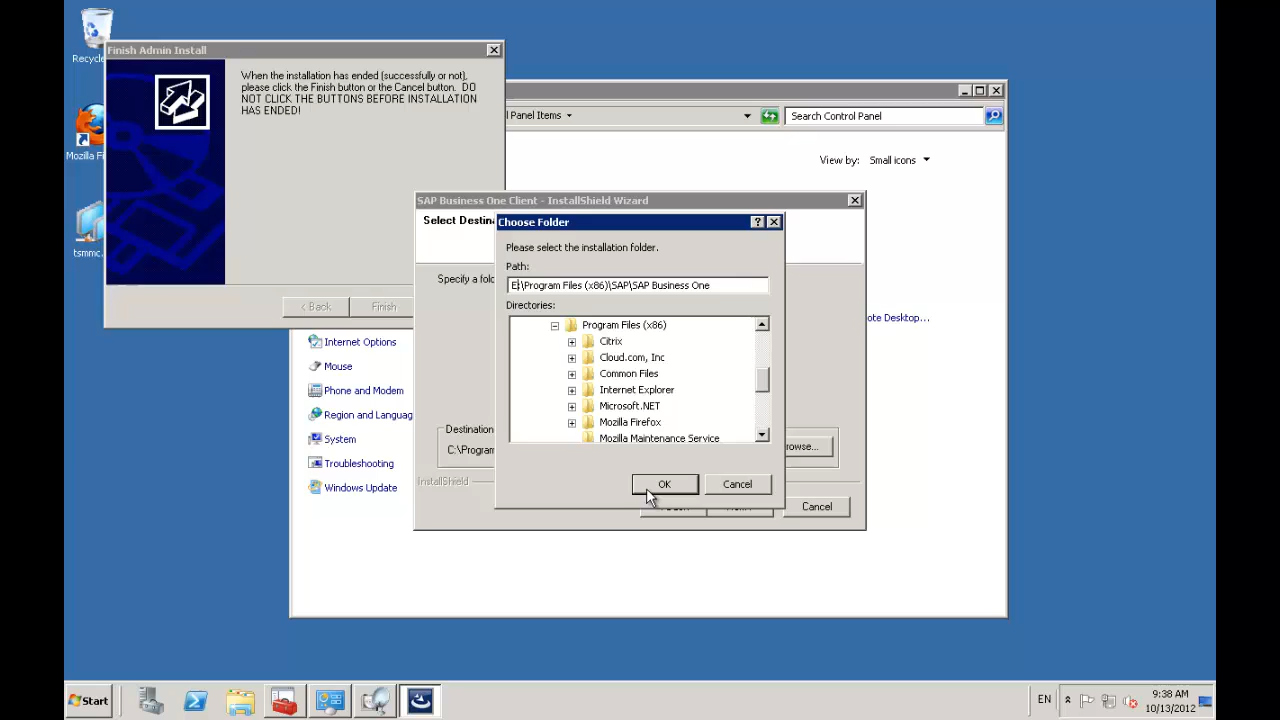 Recycle
Mozilla Fi
tsmmc.
Finish Admin Install
When the installation has ended (successfully or not),
please click the Finish button or the Cancel button. DO
NOT CLICK THE BUTTONS BEFORE INSTALLATION
HAS ENDED!
< Back
Finish
l Panel Items
Search Control Panel
View by: Small icons
ote Desktop...
Internet Options
Mouse
Phone and Modem
Region and Languag
System
Troubleshooting
Windows Update
SAP Business One Client - InstallShield Wizard
Select Destina
Specify a fold
Destination
C:\Program
rowse...
InstallShield
Cancel
Choose Folder
Please select the installation folder.
Path:
E:\Program Files (x86)\SAP\SAP Business One
Directories:
Program Files (x86)
Citrix
Cloud.com, Inc
Common Files
Internet Explorer
Microsoft.NET
Mozilla Firefox
Mozilla Maintenance Service
OK
Cancel
Start
EN
9:38 AM
10/13/2012